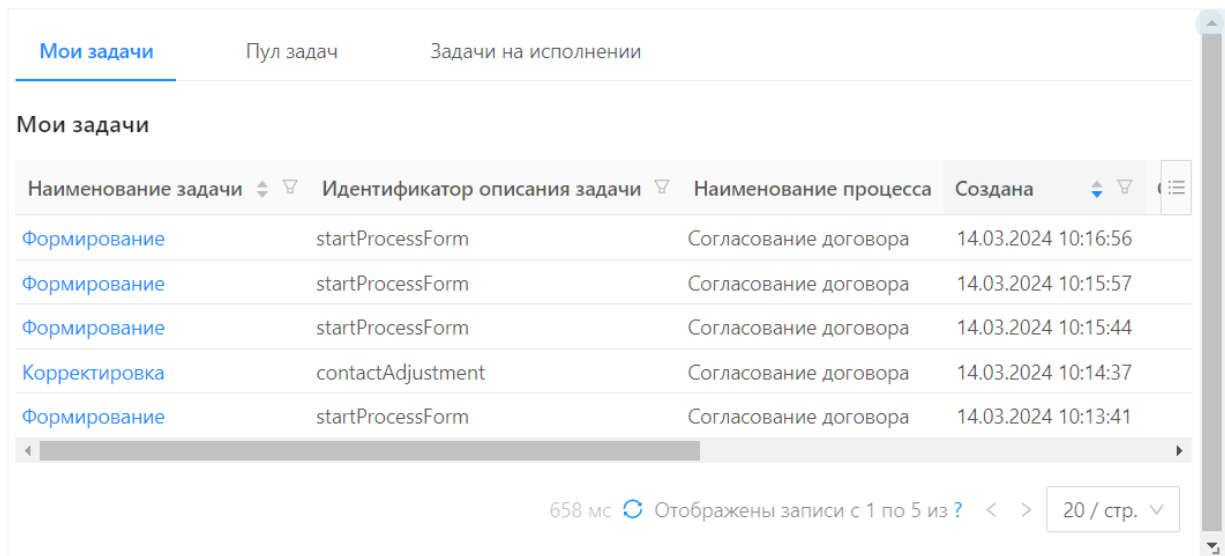 Мои задачи Пул задач Задачи на исполнении
Мои задачи
Наименование задачи Идентификатор описания задачи Наименование процесса Создана
Формирование startProcessForm Согласование договора 14.03.2024 10:16:56
Формирование startProcessForm Согласование договора 14.03.2024 10:15:57
Формирование startProcessForm Согласование договора 14.03.2024 10:15:44
Корректировка contactAdjustment Согласование договора 14.03.2024 10:14:37
Формирование startProcessForm Согласование договора 14.03.2024 10:13:41
658 мс Отображены записи с 1 по 5 из ? < > 20 / стр.